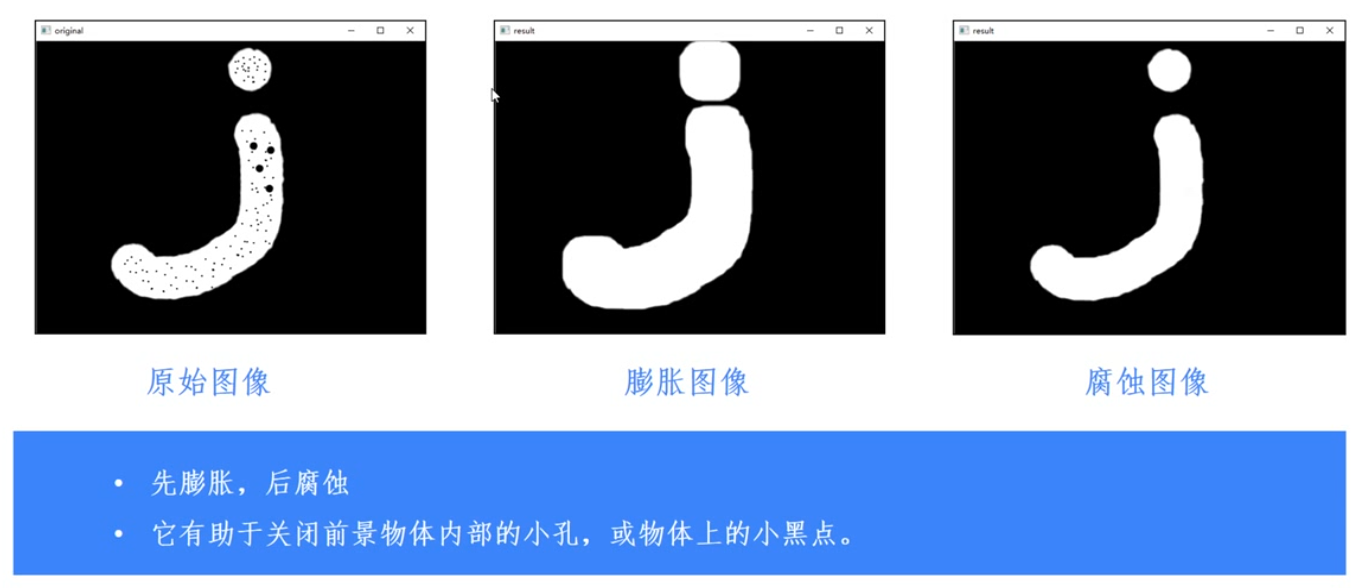 original
result
result
原始图像
膨胀图像
腐蚀图像
• 先膨胀，后腐蚀
• 它有助于关闭前景物体内部的小孔，或物体上的小黑点。